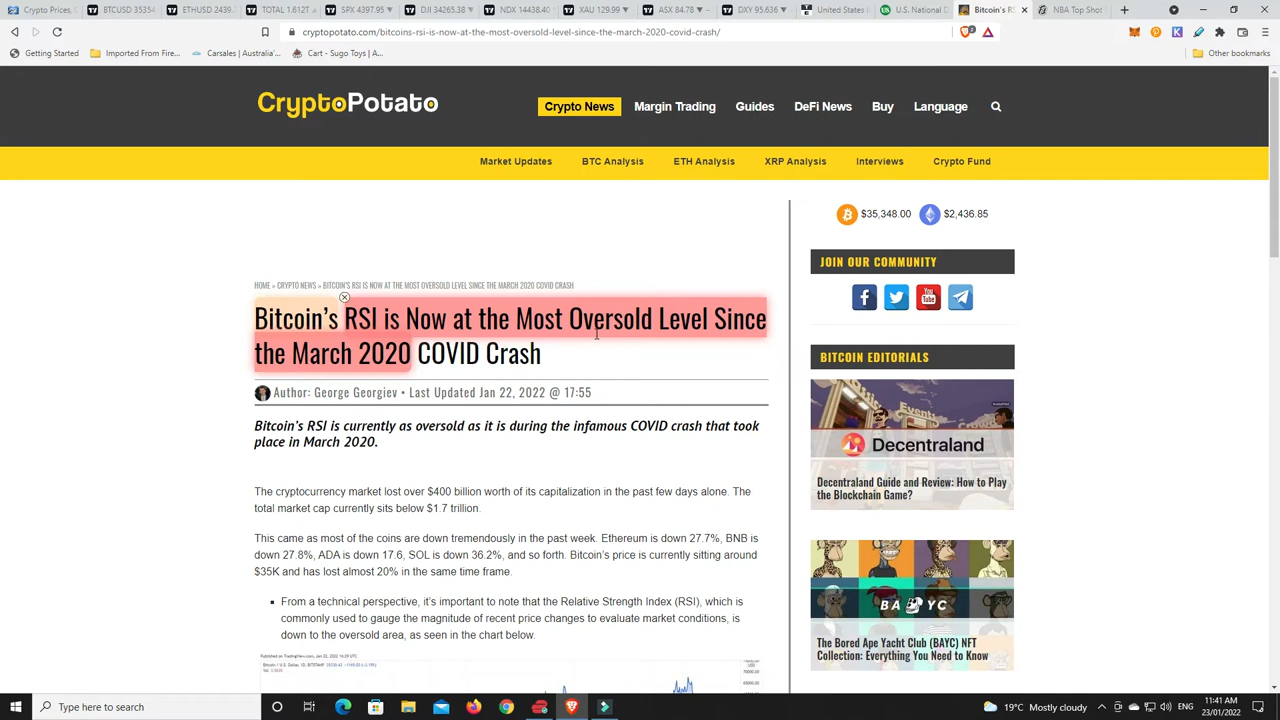 Crypto Prices, C
BTCUSD 35354
ETHUSD 2439.
TOTAL 1.612T
SPX 4397.95
DJI 34265.38
NDX 14438.40
XAU 129.99
ASX 84.78
DXY 95.636
United States
U.S. National D
Bitcoin's RS
NBA Top Shot
cryptopotato.com/bitcoins-rsi-is-now-at-the-most-oversold-level-since-the-march-2020-covid-crash/
Getting Started
Imported From Fire...
Carsales | Australia'...
Cart - Sugo Toys | A...
Other bookmarks
CryptoPotato
Crypto News
Margin Trading
Guides
DeFi News
Buy
Language
Market Updates
BTC Analysis
ETH Analysis
XRP Analysis
Interviews
Crypto Fund
$35,348.00
$2,436.85
HOME » CRYPTO NEWS » BITCOIN'S RSI IS NOW AT THE MOST OVERSOLD LEVEL SINCE THE MARCH 2020 COVID CRASH
Bitcoin's RSI is Now at the Most Oversold Level Since
the March 2020 COVID Crash
Author: George Georgiev • Last Updated Jan 22, 2022 @ 17:55
Bitcoin's RSI is currently as oversold as it is during the infamous COVID crash that took
place in March 2020.
The cryptocurrency market lost over $400 billion worth of its capitalization in the past few days alone. The
total market cap currently sits below $1.7 trillion.
This came as most of the coins are down tremendously in the past week. Ethereum is down 27.7%, BNB is
down 27.8%, ADA is down 17.6, SOL is down 36.2%, and so forth. Bitcoin's price is currently sitting around
$35K and has lost almost 20% in the same time frame.
From a technical perspective, it's important to note that the Relative Strength Index (RSI), which is
commonly used to gauge the magnitude of recent price changes to evaluate market conditions, is
down to the oversold area, as seen in the chart below.
JOIN OUR COMMUNITY
You
Tube
BITCOIN EDITORIALS
Decentraland
Decentraland Guide and Review: How to Play
the Blockchain Game?
BAYC
The Bored Ape Yacht Club (BAYC) NFT
Collection: Everything You Need to Know
Type here to search
19°C Mostly cloudy
11:41 AM
23/01/2022